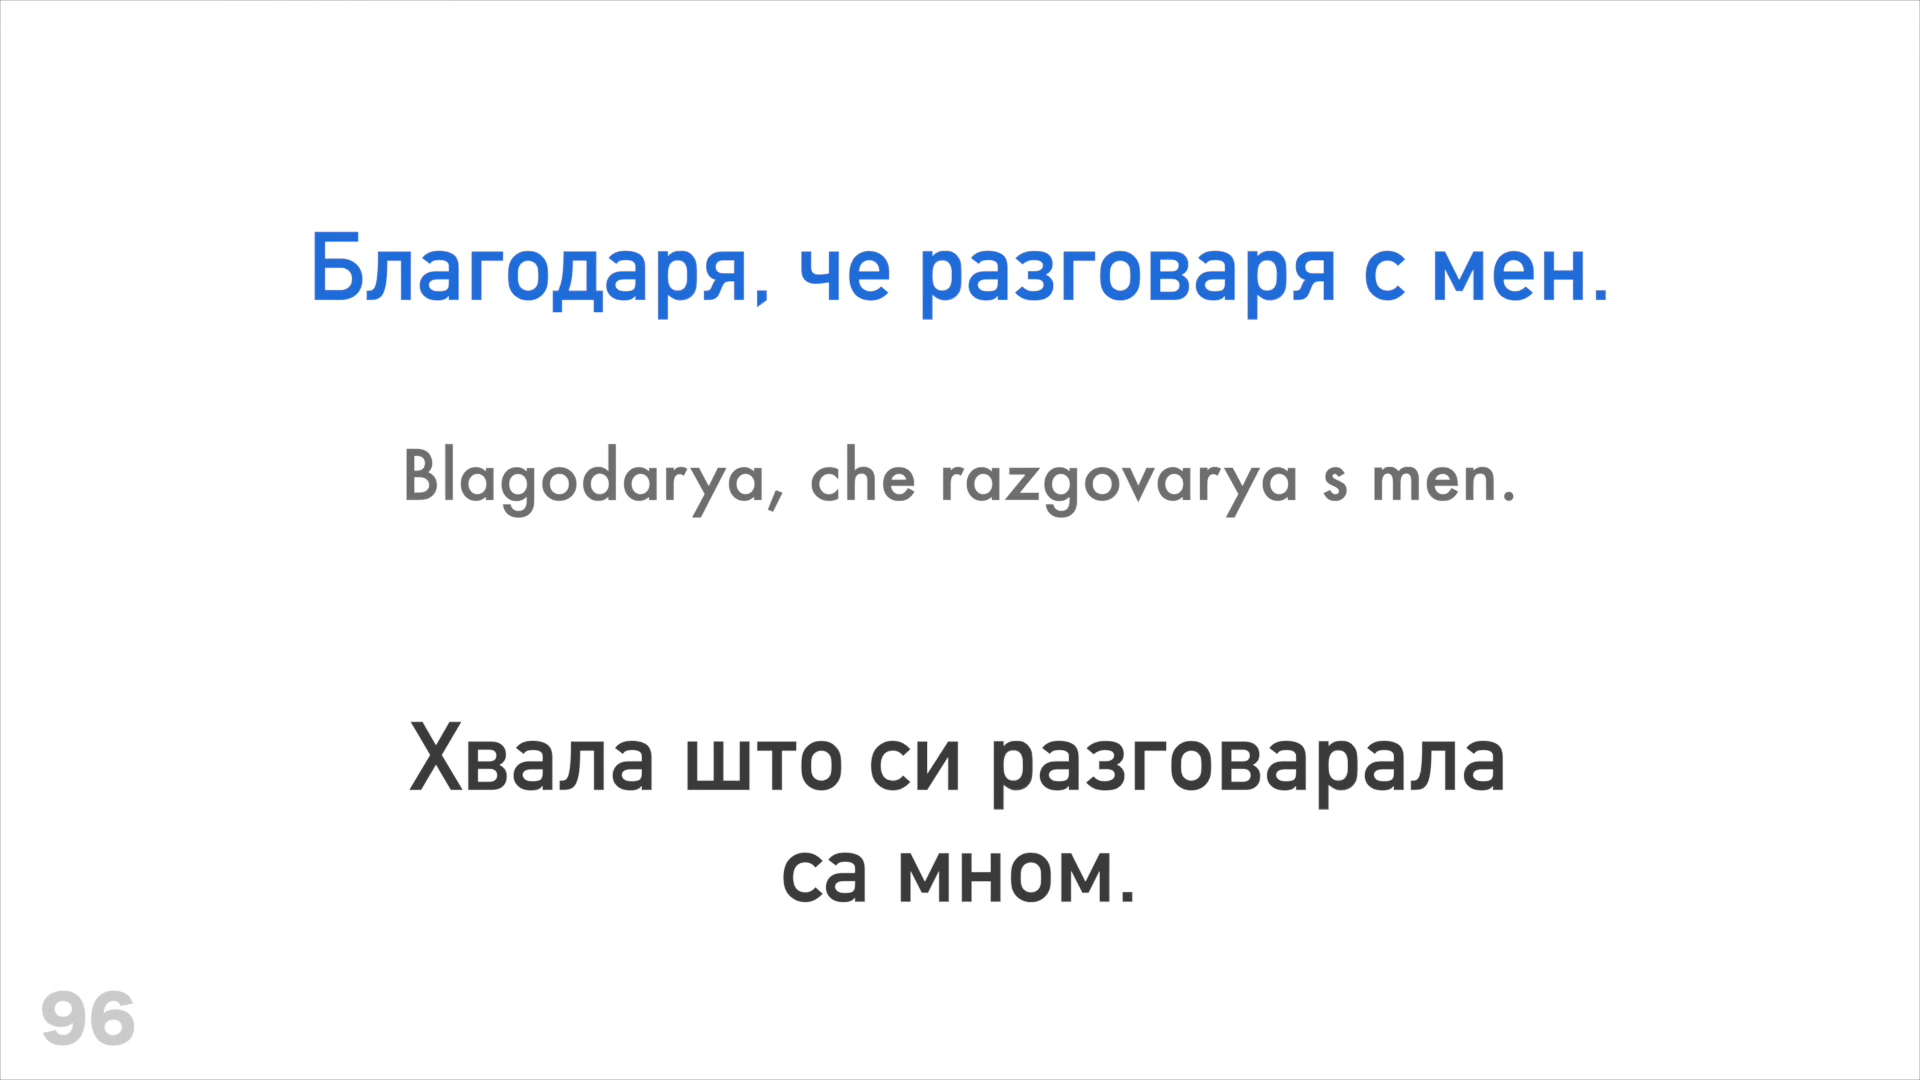 Благодаря, че разговаря с мен.
Blagodarya, che razgovarya s men.
Хвала што си разговарала
са мном.
96